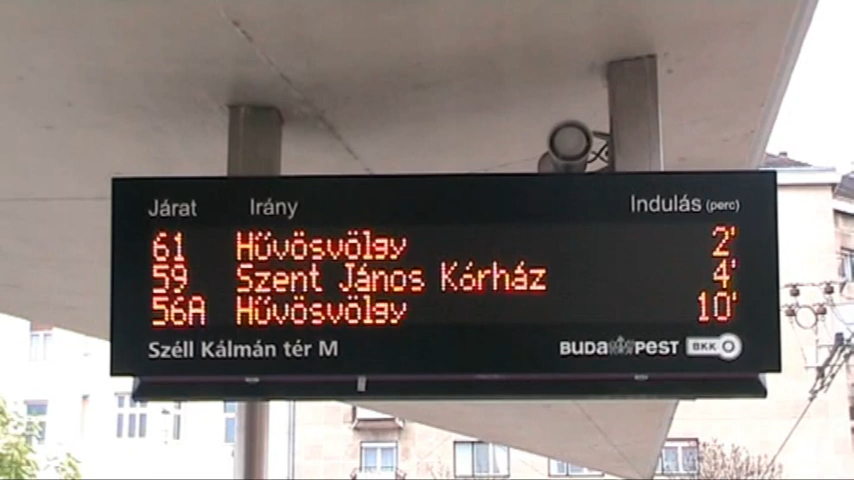 Járat Irány Indulás (perc)
61 Hűvösvölgy 2'
59 Szent János Kórház 4'
56A Hűvösvölgy 10'
Széll Kálmán tér M BUDAPEST BKK